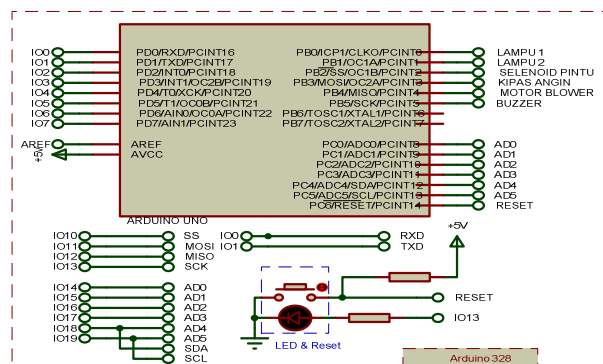 IO0 PD0/RXD/PCINT16 PB0/ICP1/CLKO/PCINT0 LAMPU 1
IO1 PD1/TXD/PCINT17 PB1/OC1A/PCINT1 LAMPU 2
IO2 PD2/INT0/PCINT18 PB2/SS/OC1B/PCINT2 SELENOID PINTU
IO3 PD3/INT1/OC2B/PCINT19 PB3/MOSI/OC2A/PCINT3 KIPAS ANGIN
IO4 PD4/T0/XCK/PCINT20 PB4/MISO/PCINT4 MOTOR BLOWER
IO5 PD5/T1/OC0B/PCINT21 PB5/SCK/PCINT5 BUZZER
IO6 PD6/AIN0/OC0A/PCINT22 PB6/TOSC1/XTAL1/PCINT6
IO7 PD7/AIN1/PCINT23 PB7/TOSC2/XTAL2/PCINT7
AREF AREF PC0/ADC0/PCINT8 AD0
+5V AVCC PC1/ADC1/PCINT9 AD1
PC2/ADC2/PCINT10 AD2
PC3/ADC3/PCINT11 AD3
PC4/ADC4/SDA/PCINT12 AD4
PC5/ADC5/SCL/PCINT13 AD5
PC6/RESET/PCINT14 RESET
ARDUINO UNO
IO10 SS IO0 RXD +5V
IO11 MOSI IO1 TXD
IO12 MISO
IO13 SCK
IO14 AD0
IO15 AD1 RESET
IO16 AD2
IO17 AD3 IO13
IO18 AD4
IO19 AD5
SDA LED & Reset
SCL Arduino 328